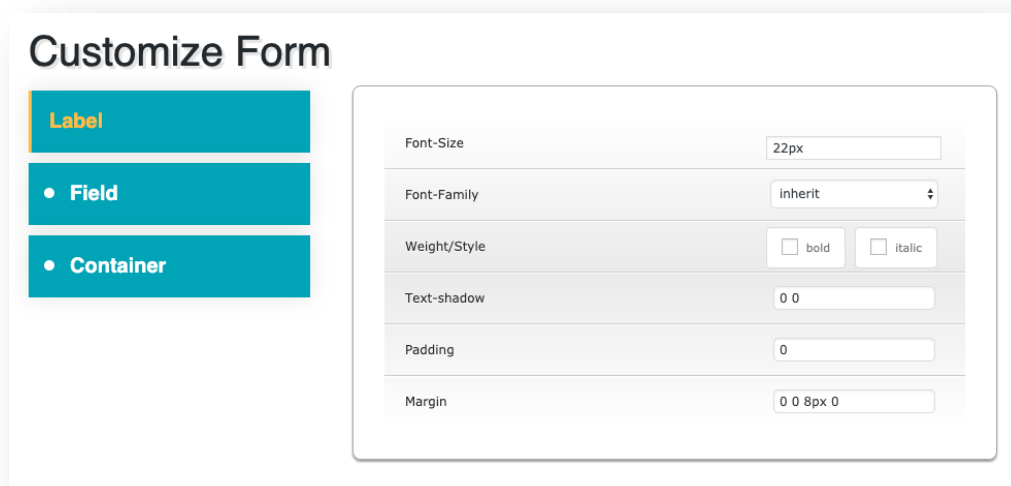 Customize Form
Label
Field
Container
Font-Size 22px
Font-Family inherit
Weight/Style bold italic
Text-shadow 0 0
Padding 0
Margin 0 0 8px 0